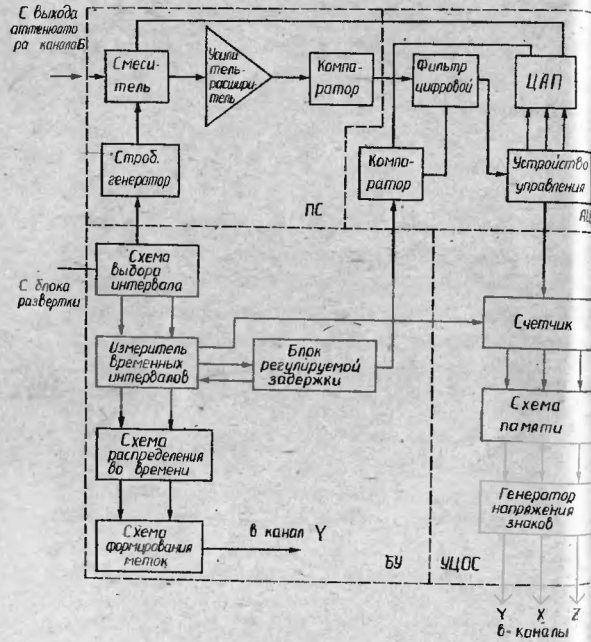 С выхода
аттенюато
ра канала Б
Смеси-
тель
Усили
тель-
расшири
тель
Компа-
ратор
Фильтр
цифровой
ЦАП
Строб.
генератор
Компа-
ратор
Устройство
управления
ПС
АЦ
С блока
развертки
Схема
выбора
интервала
Измеритель
временных
интервалов
Блок
регулируемой
задержки
Счетчик
Схема
распределения
во времени
Схема
памяти
Схема
формирования
меток
в канал Y
Генератор
напряжения
знаков
БУ
УЦОС
Y
X
Z
в- каналы